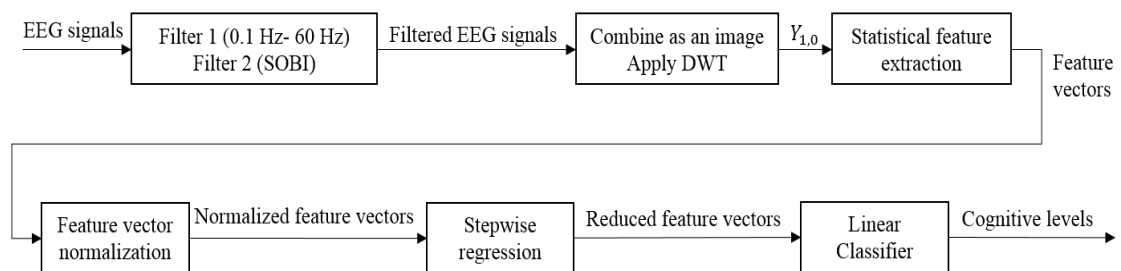 EEG signals
Filter 1 (0.1 Hz- 60 Hz)
Filter 2 (SOBI)
Filtered EEG signals
Combine as an image
Apply DWT
Y1,0
Statistical feature
extraction
Feature
vectors
Feature vector
normalization
Normalized feature vectors
Stepwise
regression
Reduced feature vectors
Linear
Classifier
Cognitive levels